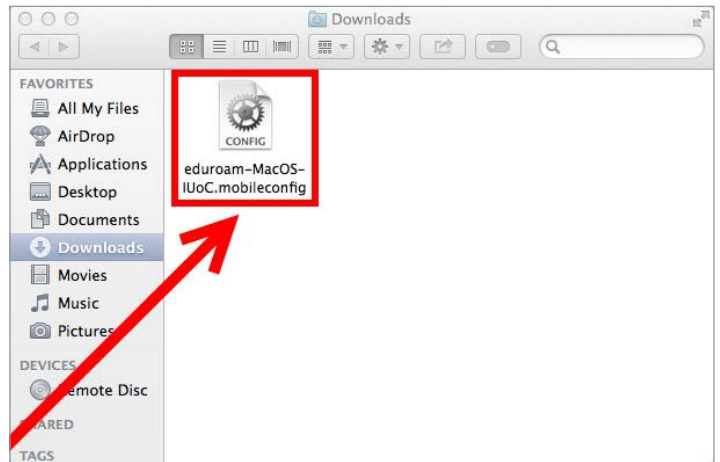 Downloads
FAVORITES
All My Files
AirDrop
Applications
Desktop
Documents
Downloads
Movies
Music
Pictures
DEVICES
Remote Disc
SHARED
TAGS
CONFIG
eduroam-MacOS-
IUoC.mobileconfig